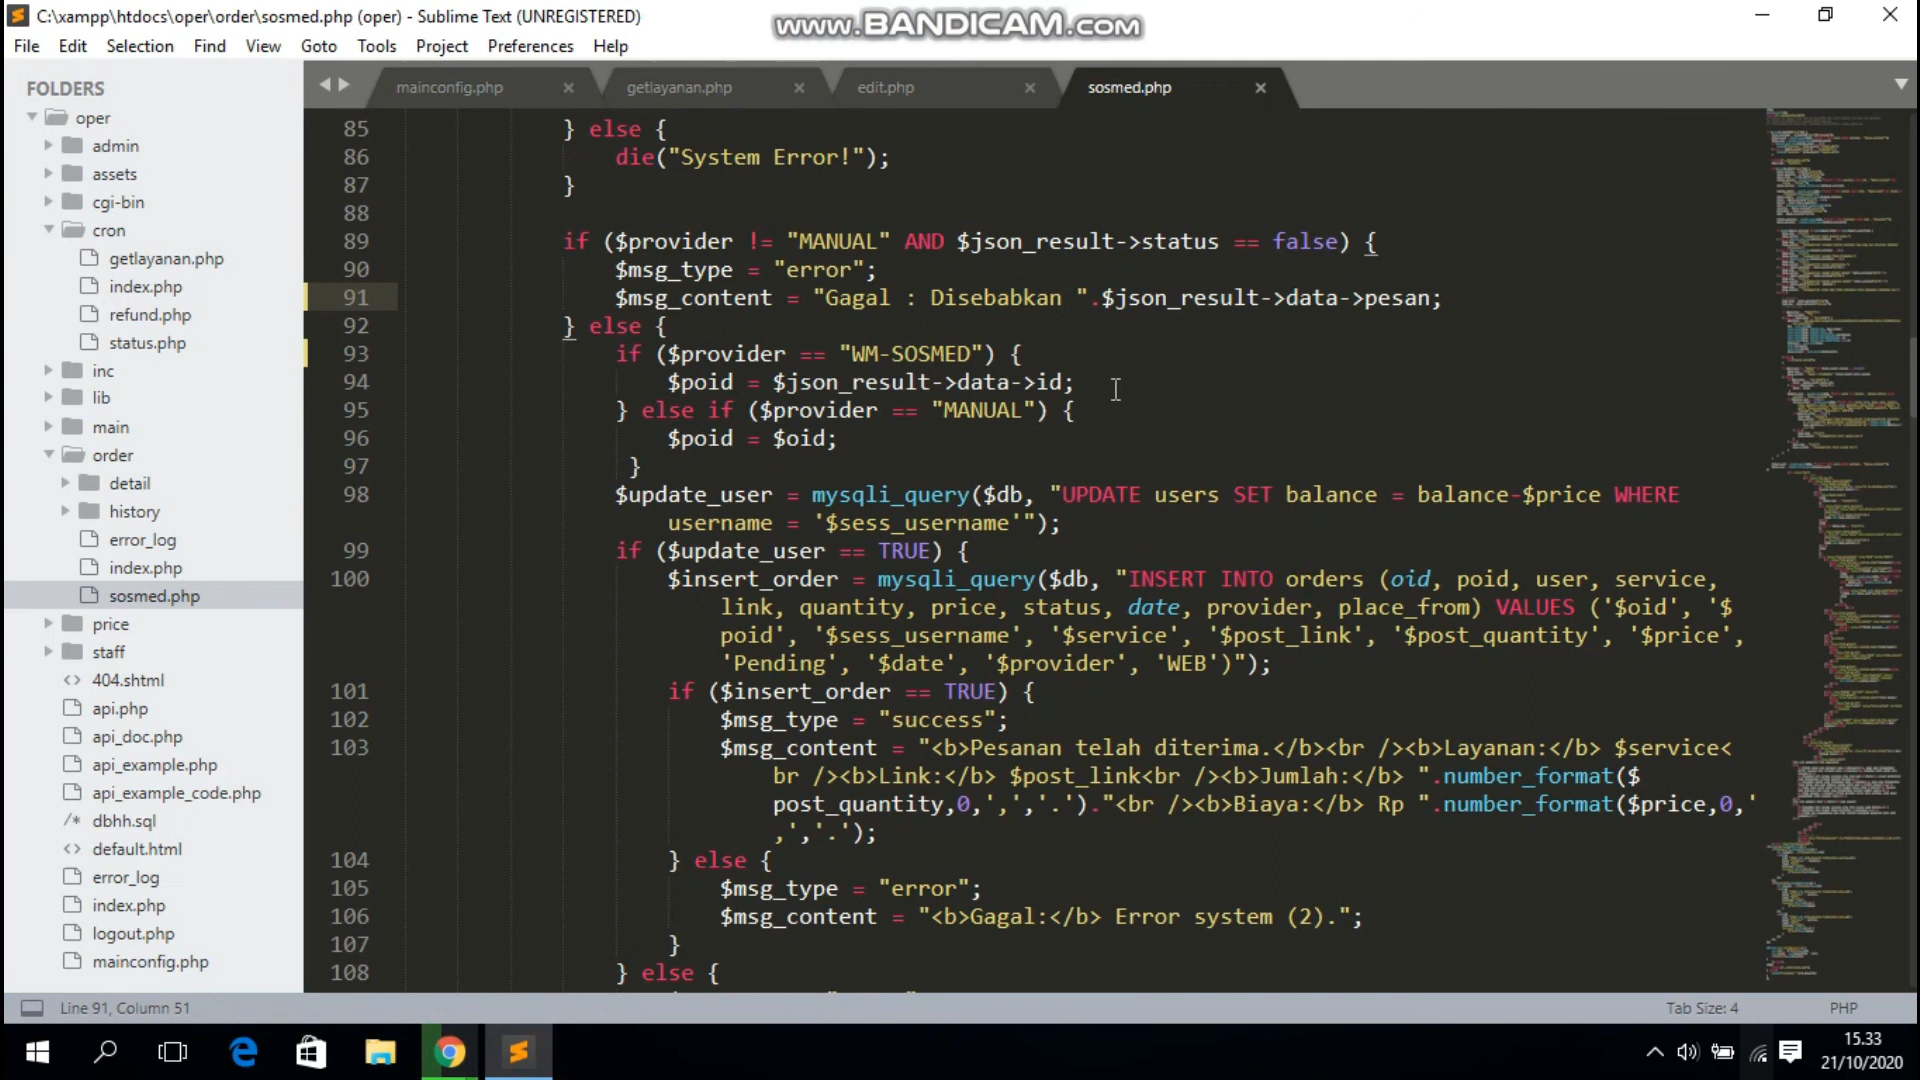 C:\xampp\htdocs\oper\order\sosmed.php (oper) - Sublime Text (UNREGISTERED)
www.BANDICAM.com
File Edit Selection Find View Goto Tools Project Preferences Help
FOLDERS
oper
admin
assets
cgi-bin
cron
getlayanan.php
index.php
refund.php
status.php
inc
lib
main
order
detail
history
error_log
index.php
sosmed.php
price
staff
404.shtml
api.php
api_doc.php
api_example.php
api_example_code.php
dbhh.sql
default.html
error_log
index.php
logout.php
mainconfig.php
mainconfig.php getlayanan.php edit.php sosmed.php
85 } else {
86 die("System Error!");
87 }
88
89 if ($provider != "MANUAL" AND $json_result->status == false) {
90 $msg_type = "error";
91 $msg_content = "Gagal : Disebabkan ".$json_result->data->pesan;
92 } else {
93 if ($provider == "WM-SOSMED") {
94 $poid = $json_result->data->id;
95 } else if ($provider == "MANUAL") {
96 $poid = $oid;
97 }
98 $update_user = mysqli_query($db, "UPDATE users SET balance = balance-$price WHERE
username = '$sess_username'");
99 if ($update_user == TRUE) {
100 $insert_order = mysqli_query($db, "INSERT INTO orders (oid, poid, user, service,
link, quantity, price, status, date, provider, place_from) VALUES ('$oid', '$
poid', '$sess_username', '$service', '$post_link', '$post_quantity', '$price',
'Pending', '$date', '$provider', 'WEB')");
101 if ($insert_order == TRUE) {
102 $msg_type = "success";
103 $msg_content = "<b>Pesanan telah diterima.</b><br /><b>Layanan:</b> $service<
br /><b>Link:</b> $post_link<br /><b>Jumlah:</b> ".number_format($
post_quantity,0,',','.')."<br /><b>Biaya:</b> Rp ".number_format($price,0,'
,','.');
104 } else {
105 $msg_type = "error";
106 $msg_content = "<b>Gagal:</b> Error system (2).";
107 }
108 } else {
Line 91, Column 51 Tab Size: 4 PHP
15.33
21/10/2020